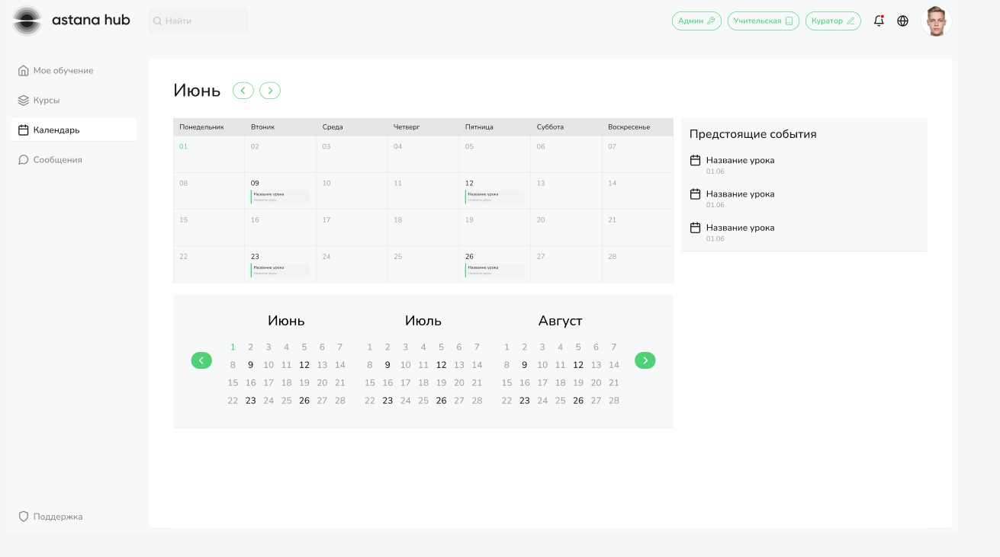 astana hub
Найти
Админ
Учительская
Куратор
Мое обучение
Курсы
Календарь
Сообщения
Поддержка
Июнь
Понедельник Вторник Среда Четверг Пятница Суббота Воскресенье
01 02 03 04 05 06 07
08 09 10 11 12 13 14
Название урока Название урока
Название урока Название урока
15 16 17 18 19 20 21
22 23 24 25 26 27 28
Название урока Название урока
Название урока Название урока
Предстоящие события
Название урока
01.06
Название урока
01.06
Название урока
01.06
Июнь Июль Август
1 2 3 4 5 6 7 1 2 3 4 5 6 7 1 2 3 4 5 6 7
8 9 10 11 12 13 14 8 9 10 11 12 13 14 8 9 10 11 12 13 14
15 16 17 18 19 20 21 15 16 17 18 19 20 21 15 16 17 18 19 20 21
22 23 24 25 26 27 28 22 23 24 25 26 27 28 22 23 24 25 26 27 28